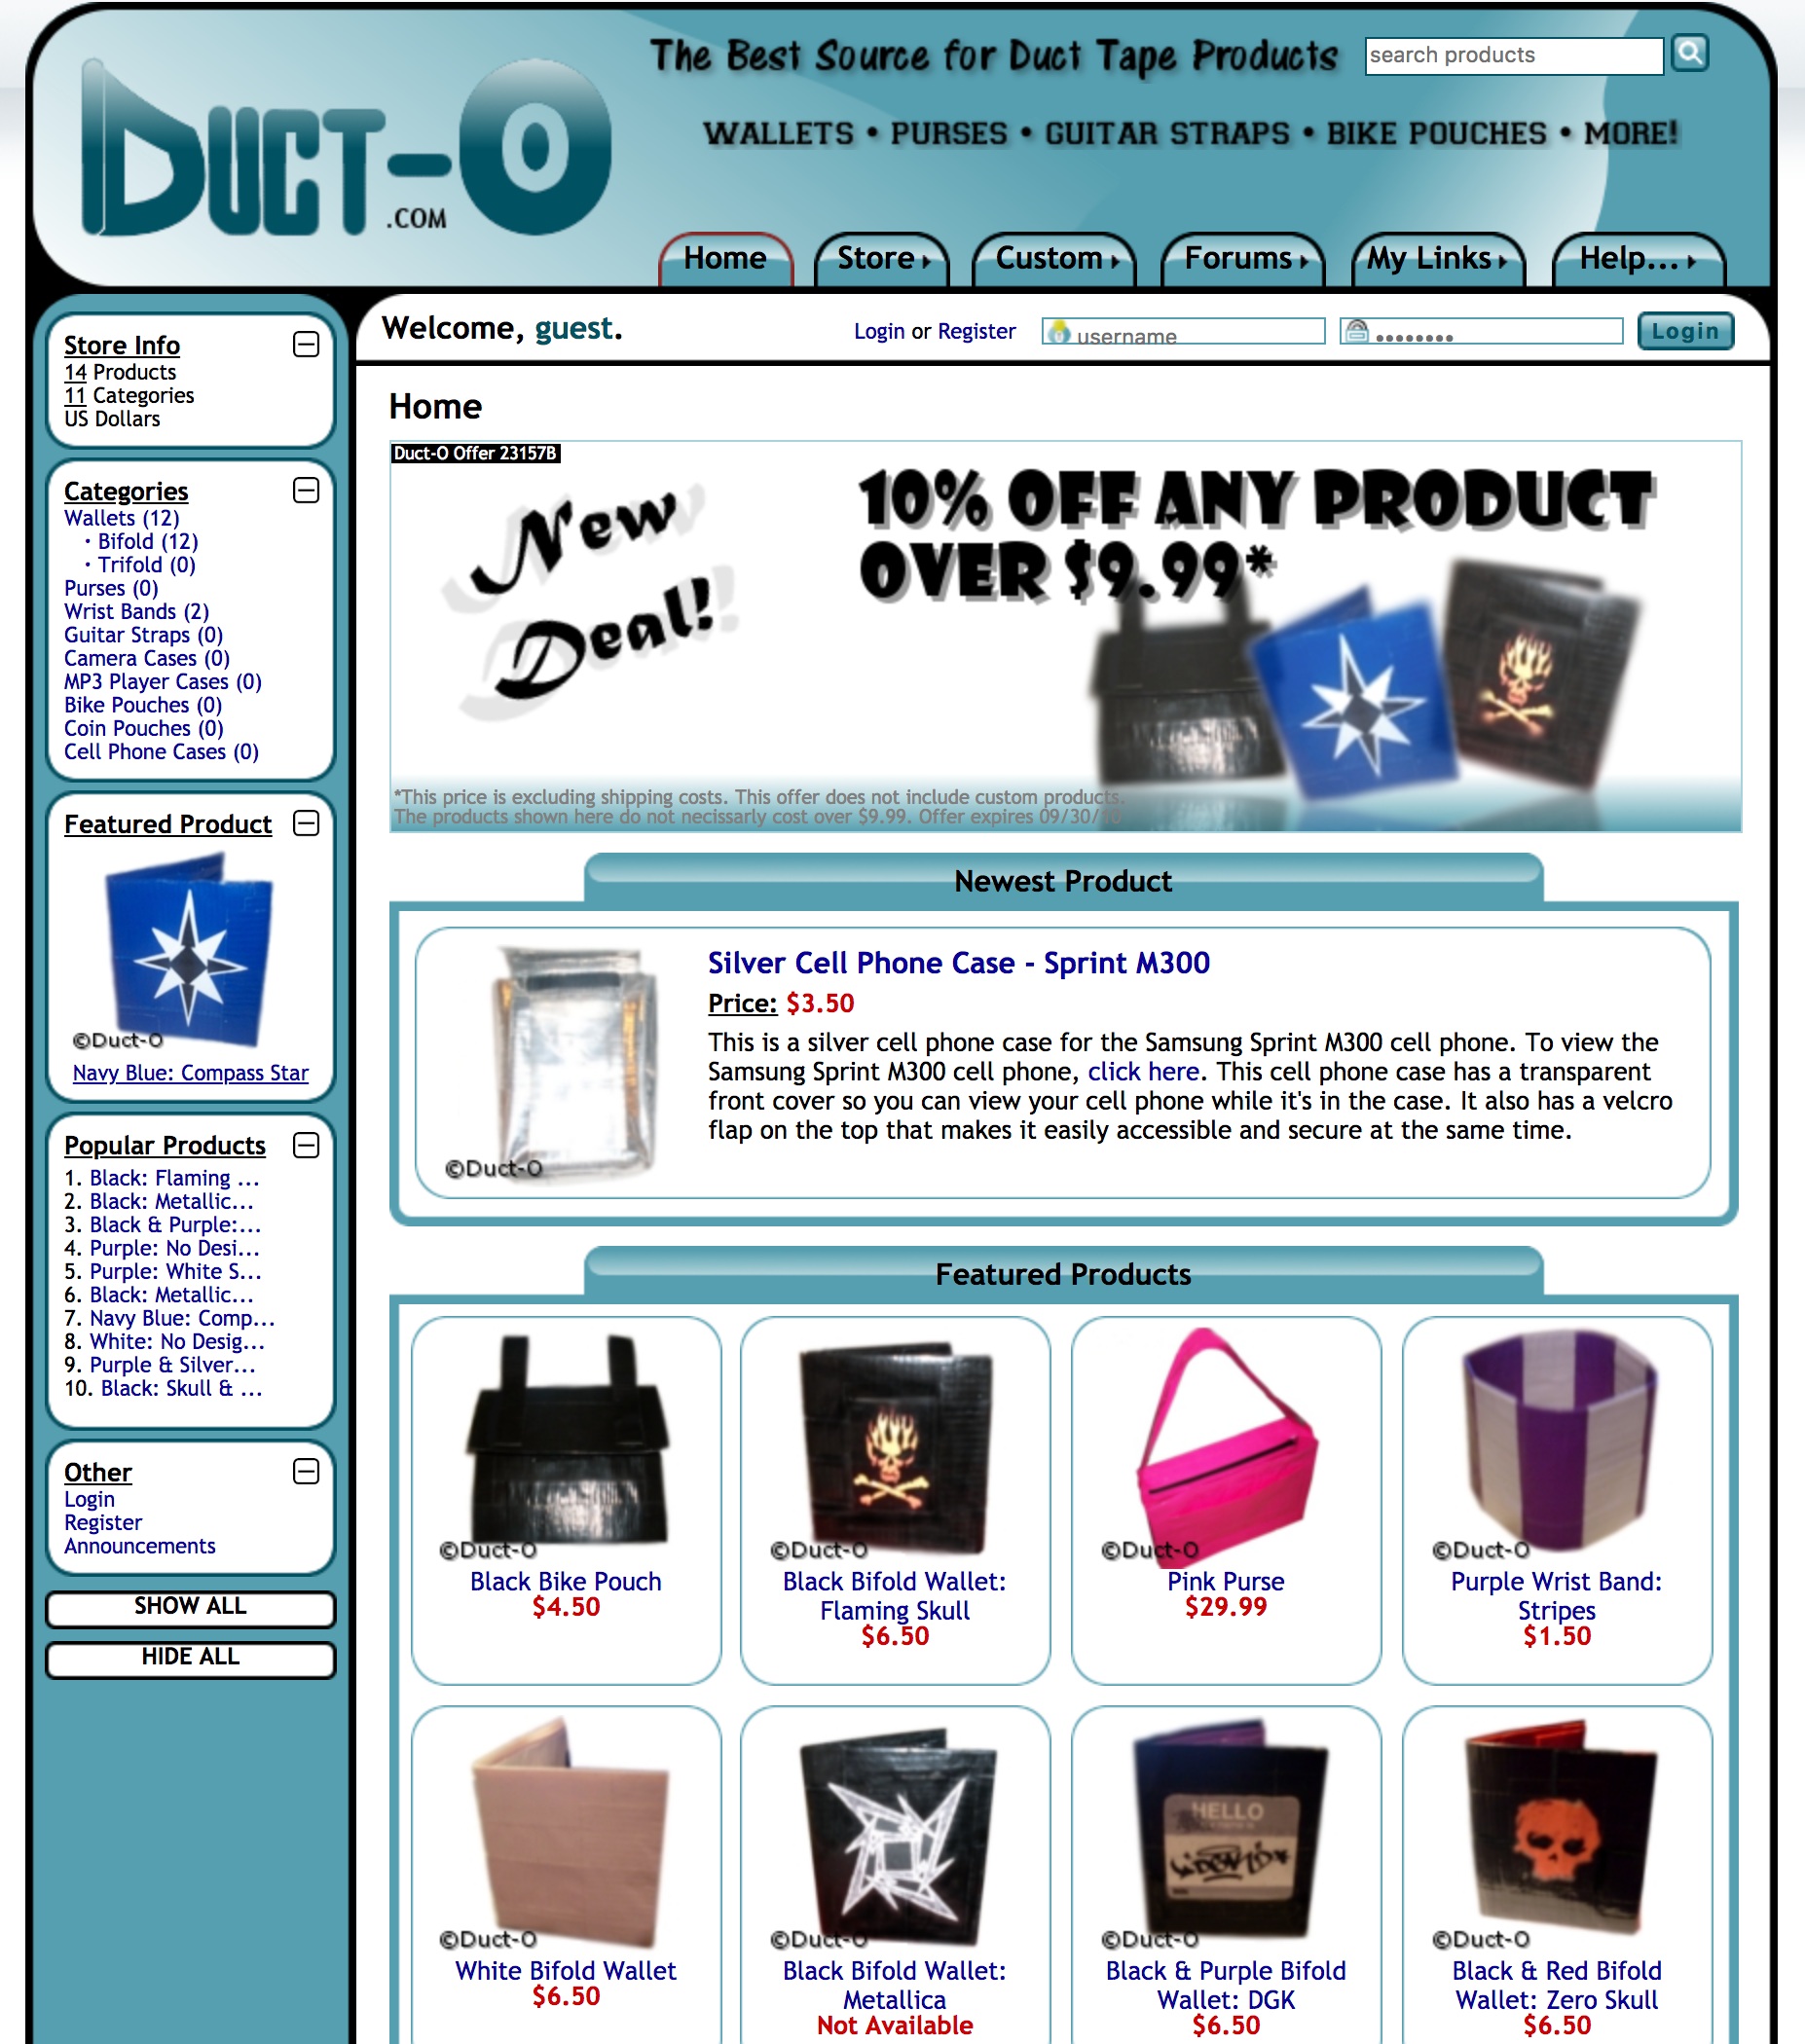 The Best Source for Duct Tape Products
search products
DUCT-O
.COM
WALLETS • PURSES • GUITAR STRAPS • BIKE POUCHES • MORE!
Home
Store
Custom
Forums
My Links
Help...
Welcome, guest.
Login or Register
username
Login
Store Info
14 Products
11 Categories
US Dollars
Categories
Wallets (12)
• Bifold (12)
• Trifold (0)
Purses (0)
Wrist Bands (2)
Guitar Straps (0)
Camera Cases (0)
MP3 Player Cases (0)
Bike Pouches (0)
Coin Pouches (0)
Cell Phone Cases (0)
Featured Product
©Duct-O
Navy Blue: Compass Star
Popular Products
1. Black: Flaming ...
2. Black: Metallic...
3. Black & Purple:...
4. Purple: No Desi...
5. Purple: White S...
6. Black: Metallic...
7. Navy Blue: Comp...
8. White: No Desig...
9. Purple & Silver...
10. Black: Skull & ...
Other
Login
Register
Announcements
SHOW ALL
HIDE ALL
Home
Duct-O Offer 23157B
New
Deal!
10% OFF ANY PRODUCT
OVER $9.99*
*This price is excluding shipping costs. This offer does not include custom products.
The products shown here do not necissarly cost over $9.99. Offer expires
Newest Product
©Duct-O
Silver Cell Phone Case - Sprint M300
Price: $3.50
This is a silver cell phone case for the Samsung Sprint M300 cell phone. To view the
Samsung Sprint M300 cell phone, click here. This cell phone case has a transparent
front cover so you can view your cell phone while it's in the case. It also has a velcro
flap on the top that makes it easily accessible and secure at the same time.
Featured Products
©Duct-O
Black Bike Pouch
$4.50
©Duct-O
Black Bifold Wallet:
Flaming Skull
$6.50
©Duct-O
Pink Purse
$29.99
©Duct-O
Purple Wrist Band:
Stripes
$1.50
©Duct-O
White Bifold Wallet
$6.50
©Duct-O
Black Bifold Wallet:
Metallica
Not Available
HELLO
©Duct-O
Black & Purple Bifold
Wallet: DGK
$6.50
©Duct-O
Black & Red Bifold
Wallet: Zero Skull
$6.50